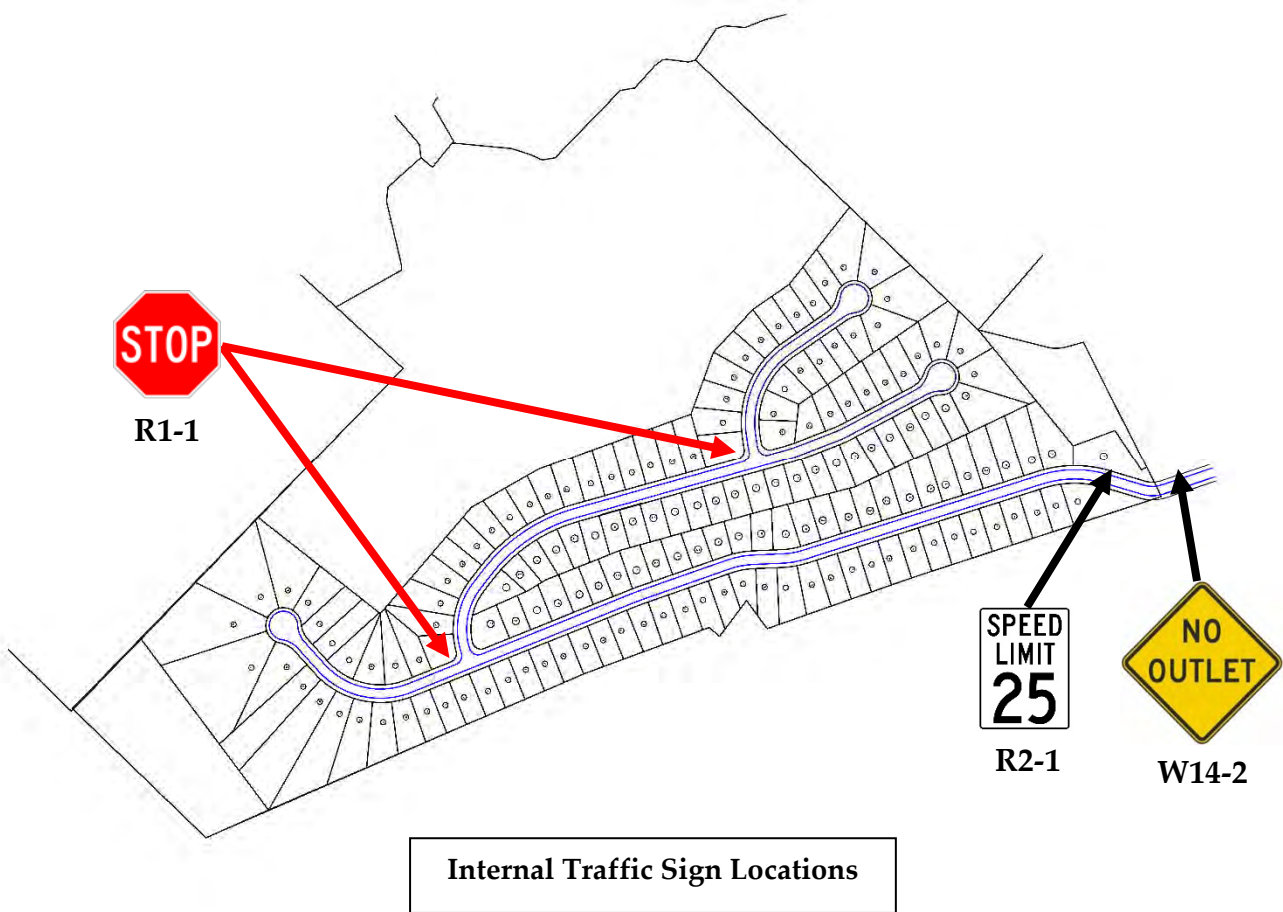 STOP
R1-1
SPEED
LIMIT
25
R2-1
NO
OUTLET
W14-2
Internal Traffic Sign Locations